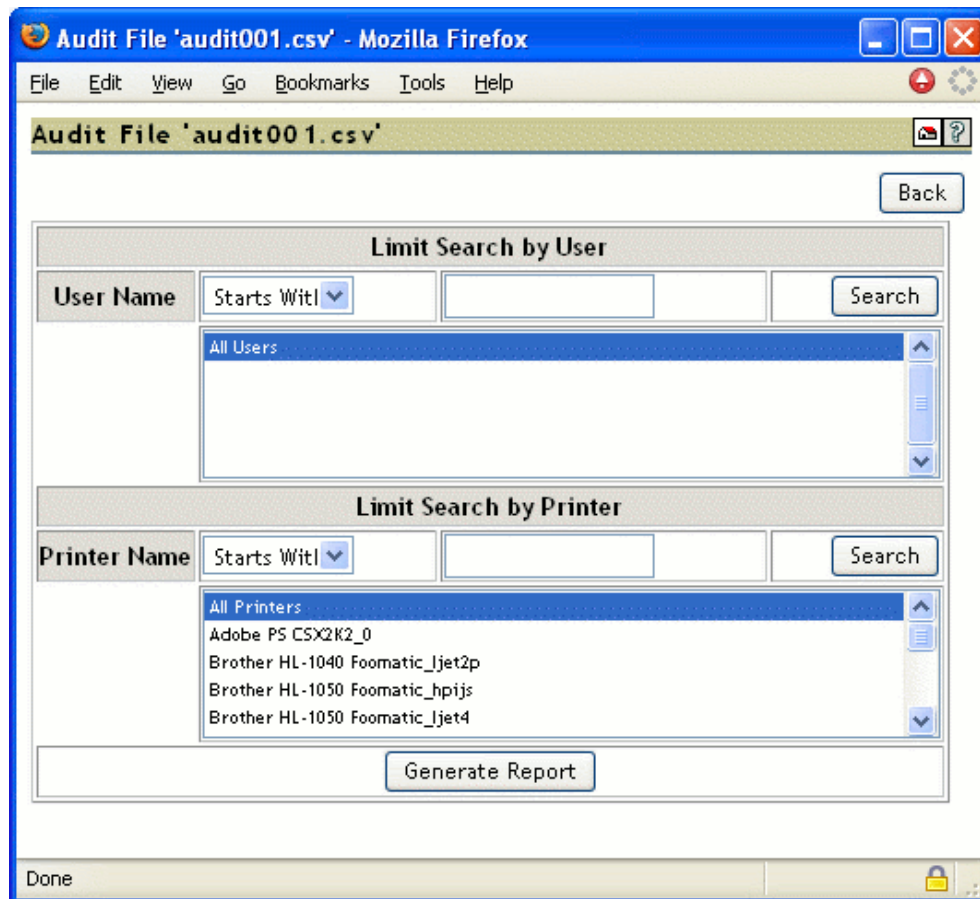 Audit File 'audit001.csv' - Mozilla Firefox
File Edit View Go Bookmarks Tools Help
Audit File 'audit001.csv'
?
Back
Limit Search by User
User Name Starts Witl Search
All Users
Limit Search by Printer
Printer Name Starts Witl Search
All Printers
Adobe PS CSX2K2_0
Brother HL-1040 Foomatic_ljet2p
Brother HL-1050 Foomatic_hpijs
Brother HL-1050 Foomatic_ljet4
Generate Report
Done